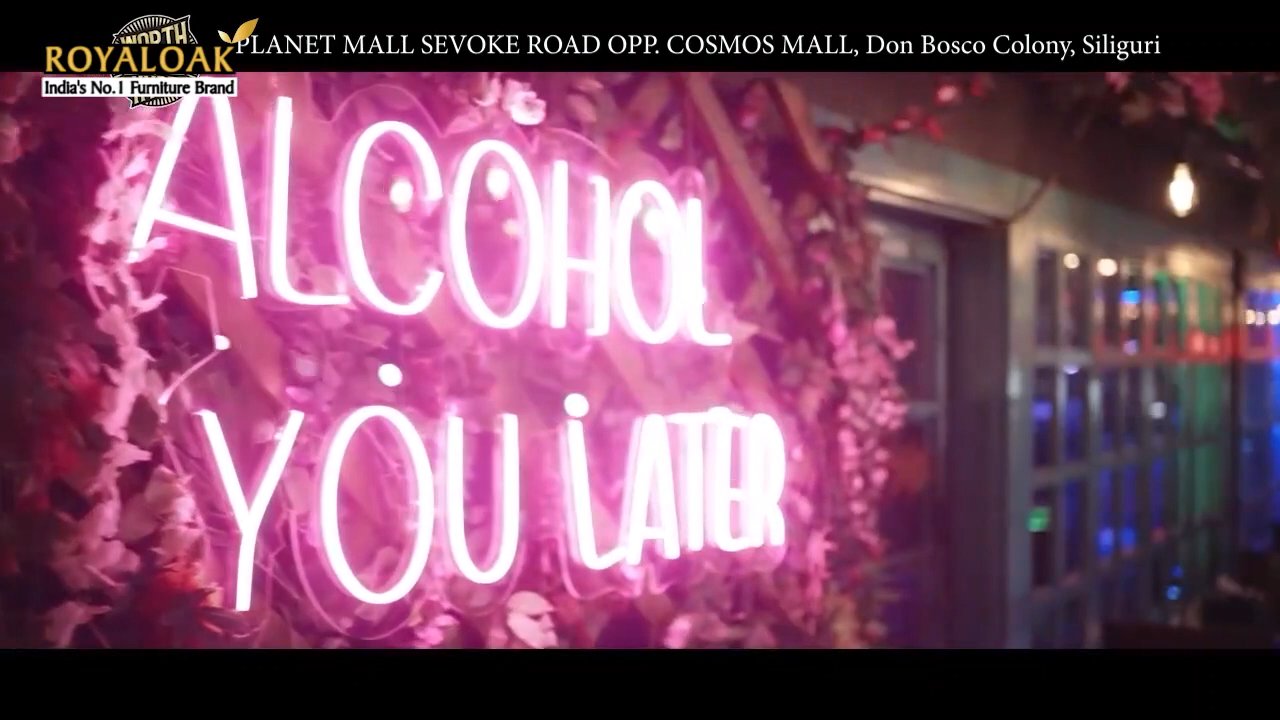 WORTH
ROYALOAK
India's No.1 Furniture Brand
PLANET MALL SEVOKE ROAD OPP. COSMOS MALL, Don Bosco Colony, Siliguri
ALCOHOL
YOU LATER